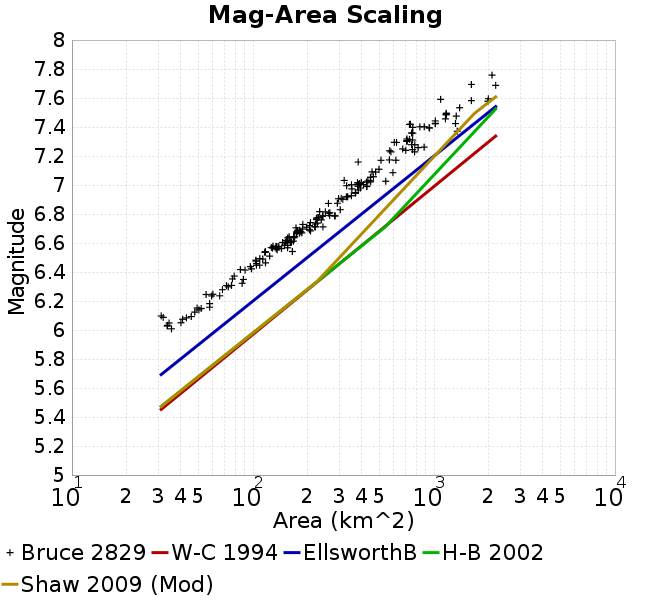 Mag-Area Scaling
8
7.8
7.6
7.4
7.2
7
6.8
6.6
6.4
6.2
6
5.8
5.6
5.4
5.2
5
Magnitude
10^1 2 3 4 5 10^2 2 3 4 5 10^3 2 3 4 5 10^4
Area (km^2)
Bruce 2829 W-C 1994 EllsworthB H-B 2002
Shaw 2009 (Mod)